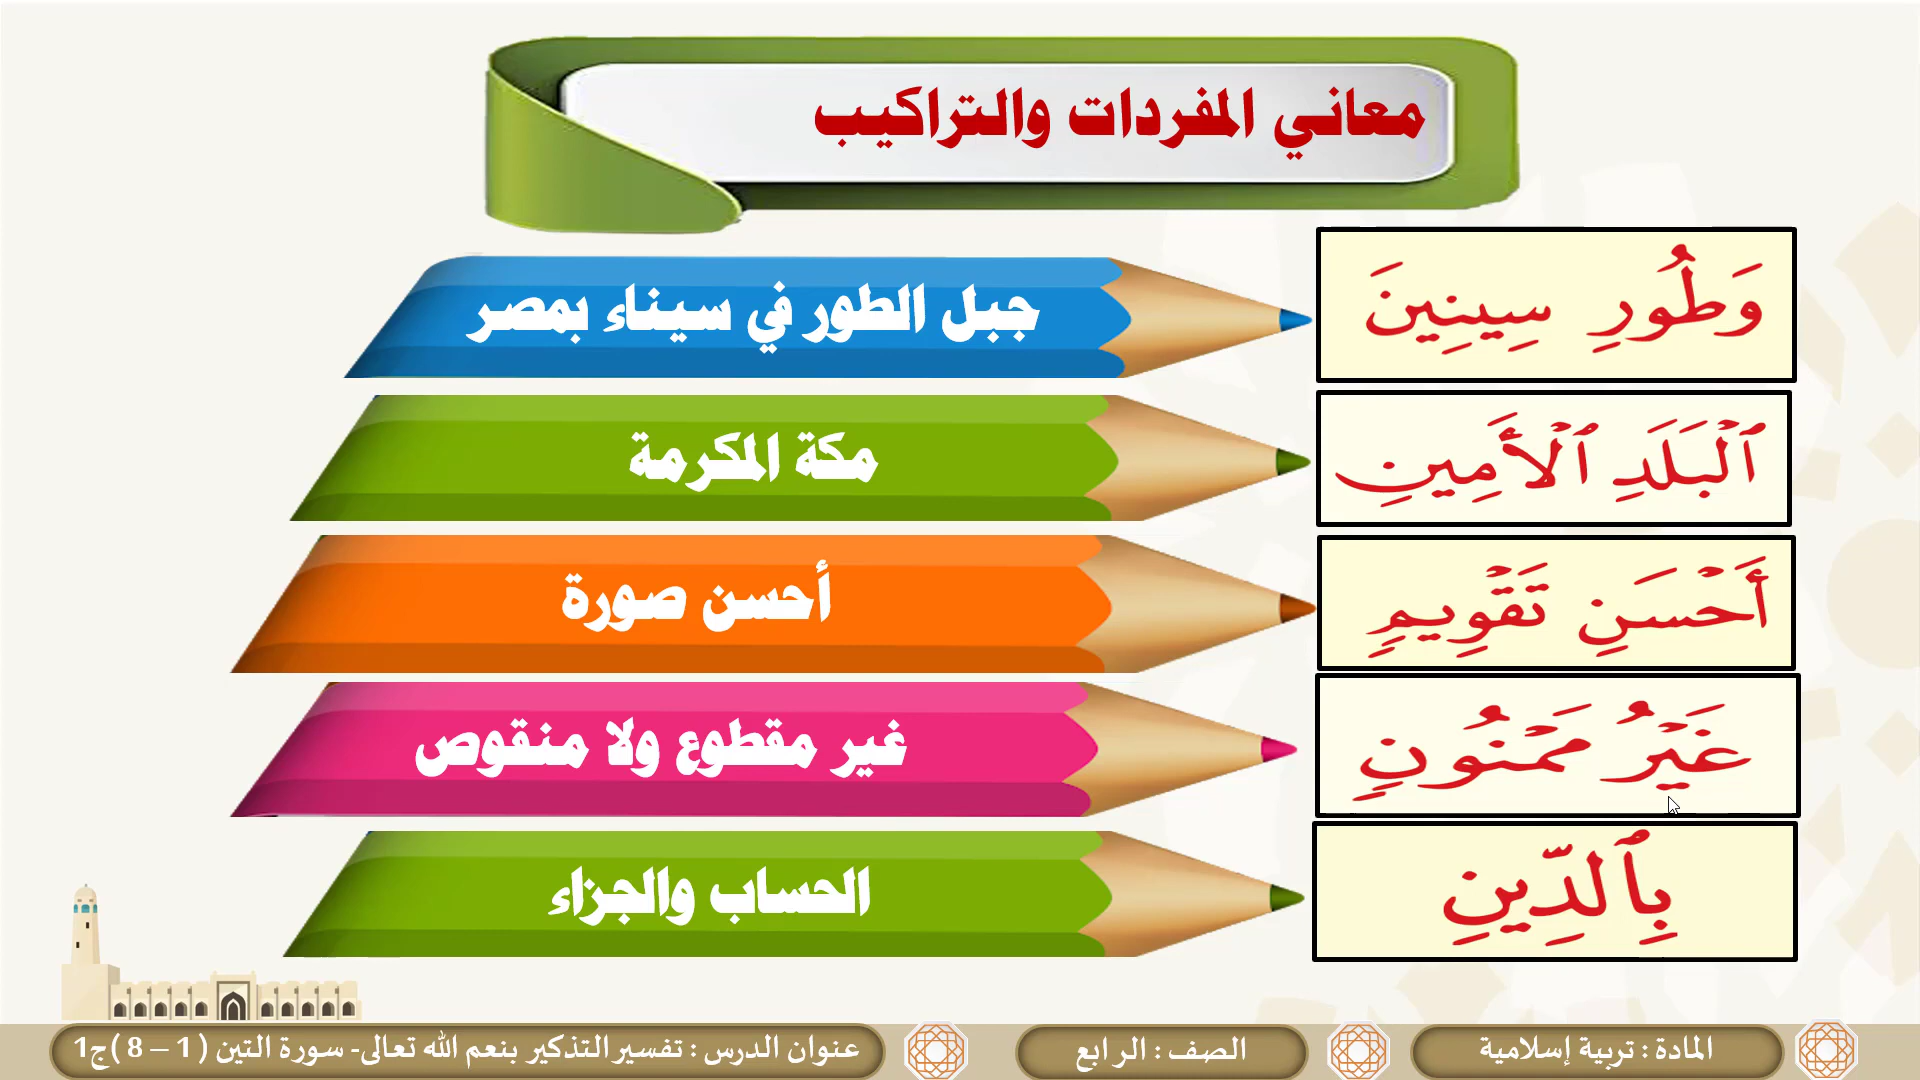 معاني المفردات والتراكيب
وَطُورِ سِينِينَ
جبل الطور في سيناء بمصر
ٱلْبَلَدِ ٱلْأَمِينِ
مكة المكرمة
أَحْسَنِ تَقْوِيمٍ
أحسن صورة
غَيْرُ مَمْنُونٍ
غير مقطوع ولا منقوص
بِٱلدِّينِ
الحساب والجزاء
المادة : تربية إسلامية
الصف : الرابع
عنوان الدرس : تفسير التذكير بنعم الله تعالى- سورة التين ( 1 – 8 )ج1